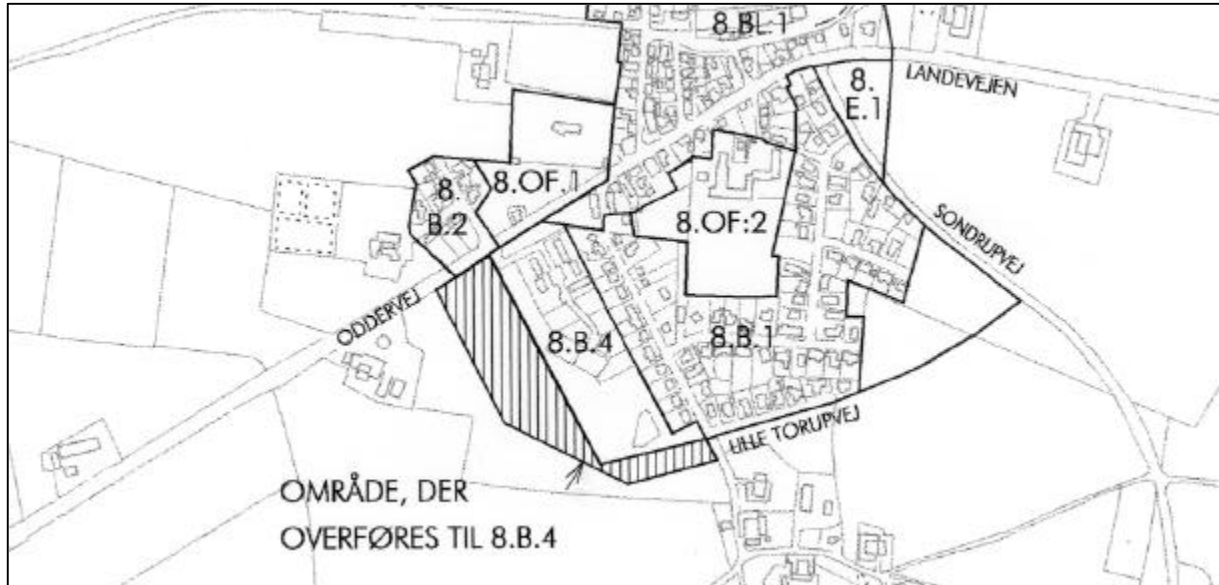 8.BL.1
8.
E.1
LANDEVEJEN
8.OF.1
8.
B.2
8.OF:2
SONDRUPVEJ
ODDERVEJ
8.B.4
8.B.1
LILLE TORUPVEJ
OMRÅDE, DER
OVERFØRES TIL 8.B.4